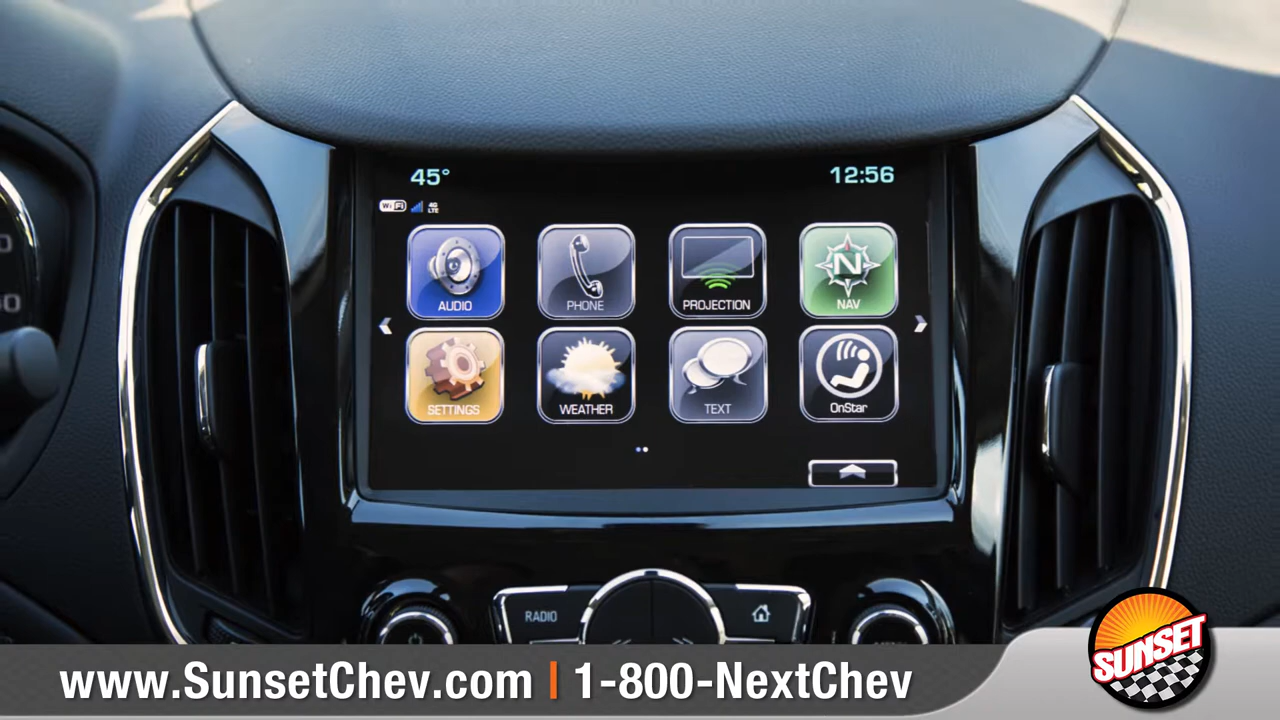 45° 12:56
WiFi 4G LTE
AUDIO PHONE PROJECTION NAV
N
SETTINGS WEATHER TEXT OnStar
RADIO
SUNSET
www.SunsetChev.com | 1-800-NextChev